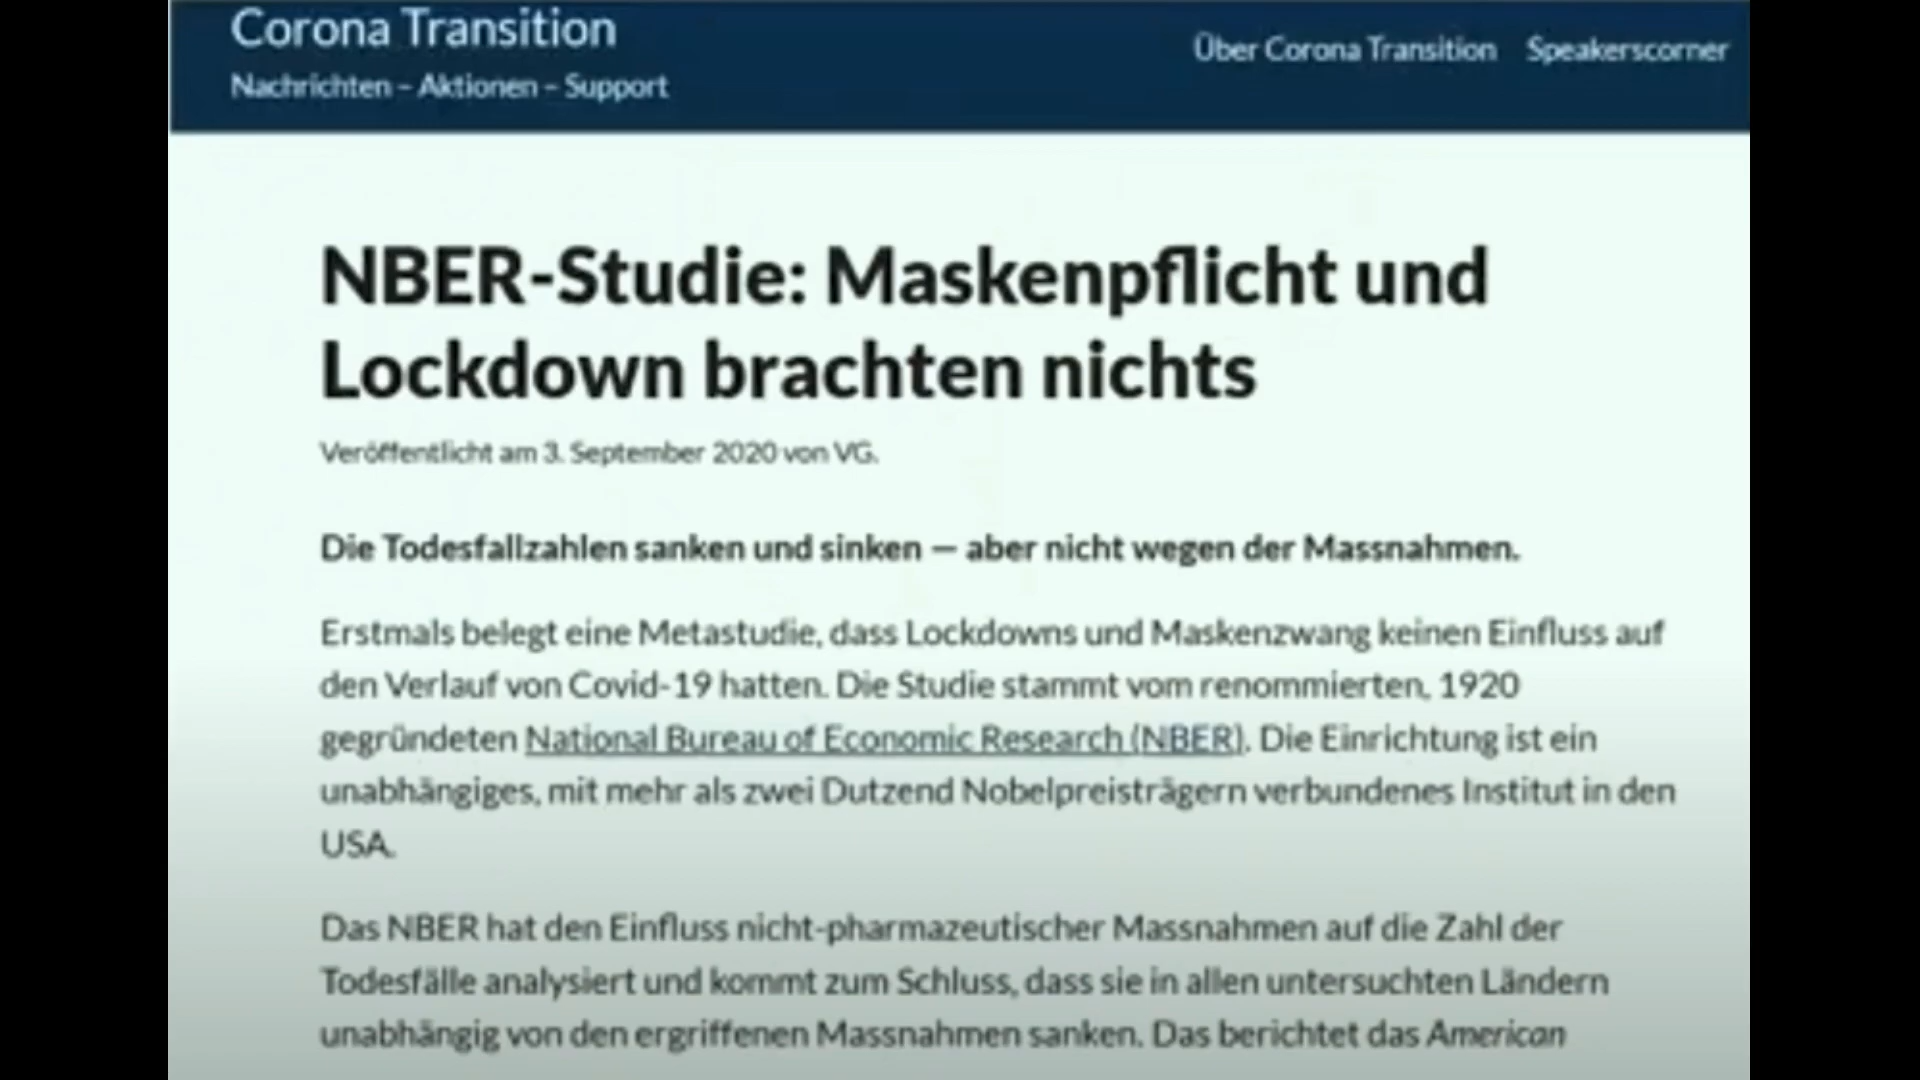 Corona Transition
Nachrichten – Aktionen – Support
Über Corona Transition Speakerscorner
NBER-Studie: Maskenpflicht und
Lockdown brachten nichts
Veröffentlicht am 3. September 2020 von VG.
Die Todesfallzahlen sanken und sinken — aber nicht wegen der Massnahmen.
Erstmals belegt eine Metastudie, dass Lockdowns und Maskenzwang keinen Einfluss auf
den Verlauf von Covid-19 hatten. Die Studie stammt vom renommierten, 1920
gegründeten National Bureau of Economic Research (NBER). Die Einrichtung ist ein
unabhängiges, mit mehr als zwei Dutzend Nobelpreisträgern verbundenes Institut in den
USA.
Das NBER hat den Einfluss nicht-pharmazeutischer Massnahmen auf die Zahl der
Todesfälle analysiert und kommt zum Schluss, dass sie in allen untersuchten Ländern
unabhängig von den ergriffenen Massnahmen sanken. Das berichtet das American